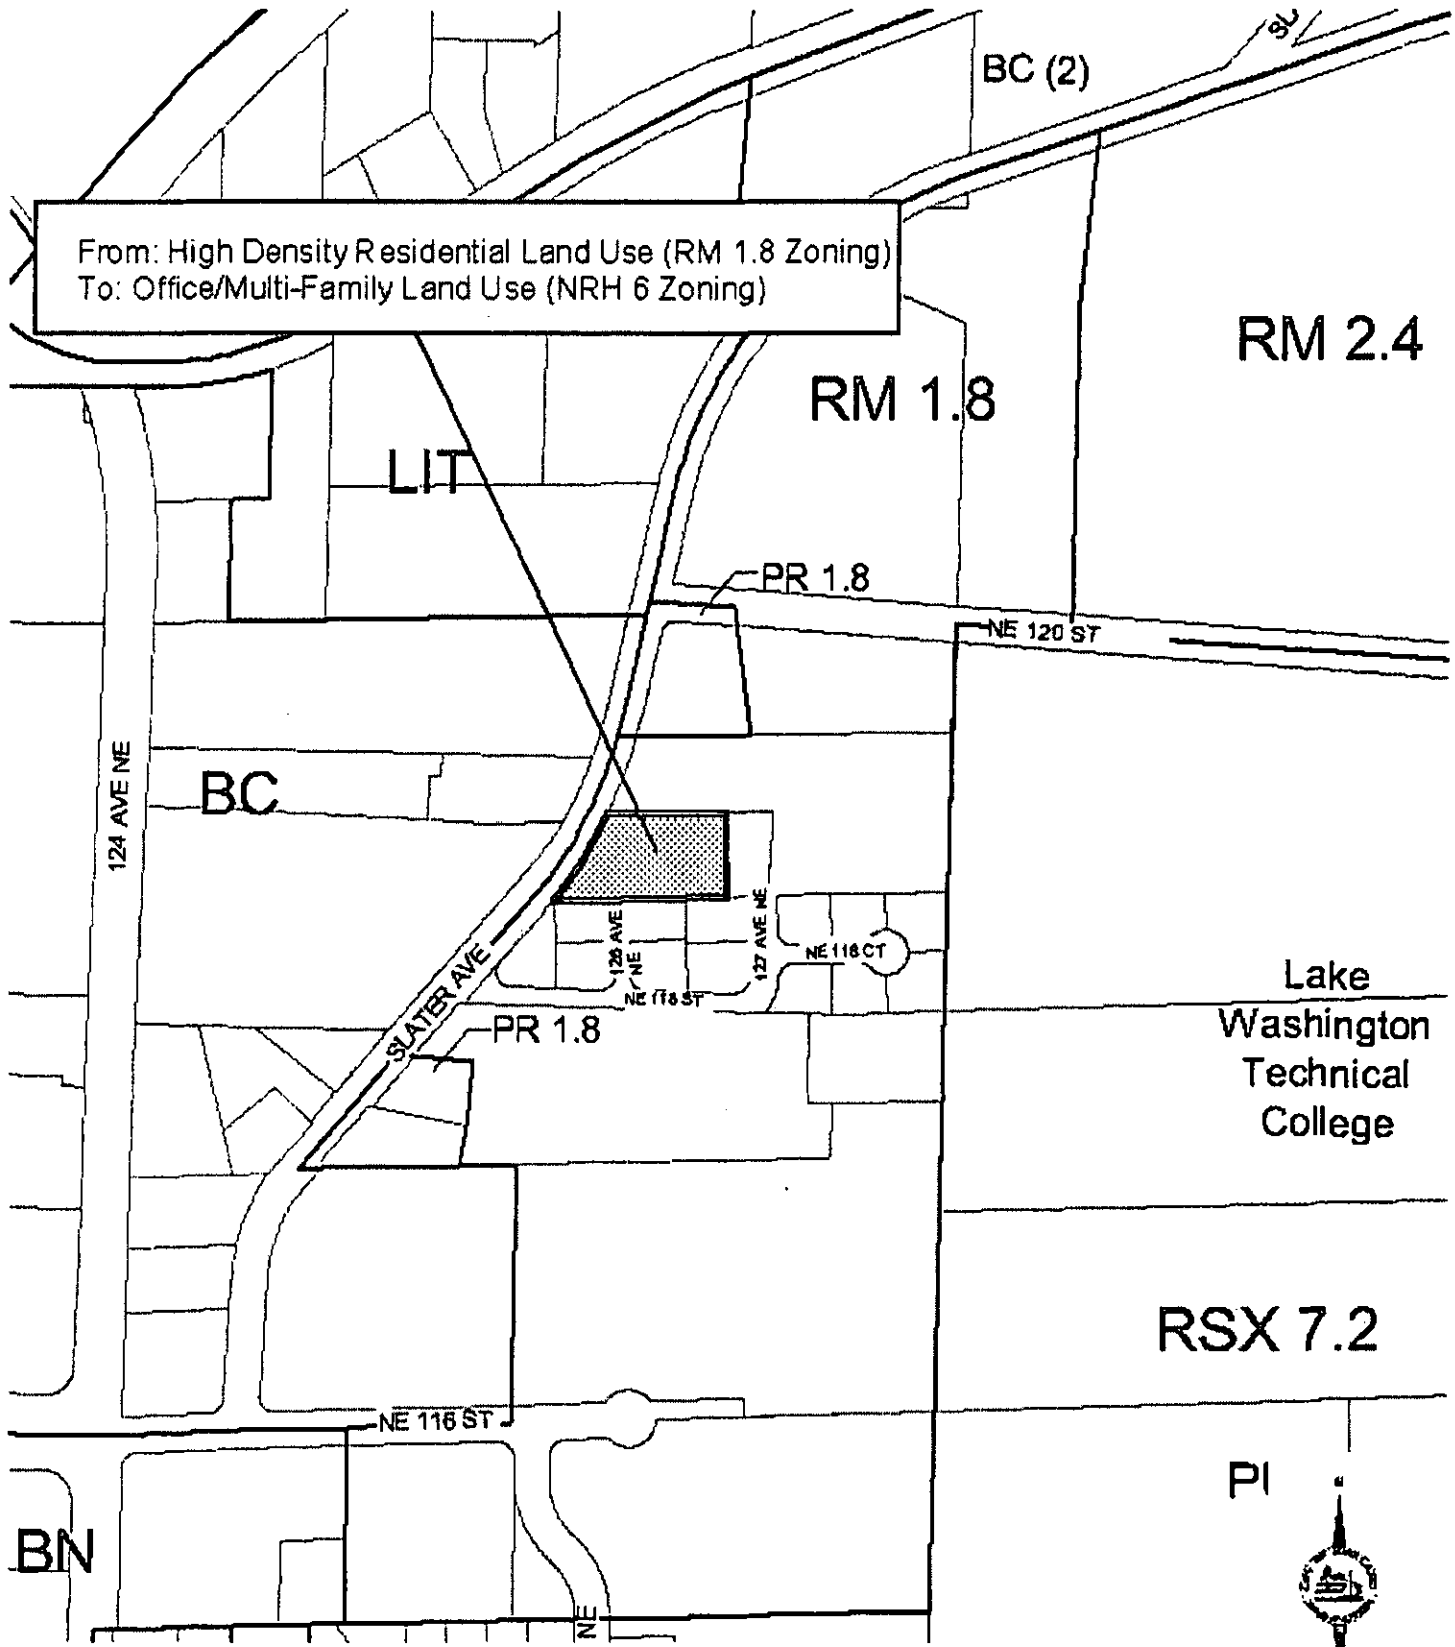 BC (2)
From: High Density Residential Land Use (RM 1.8 Zoning)
To: Office/Multi-Family Land Use (NRH 6 Zoning)
RM 2.4
RM 1.8
LIT
PR 1.8
NE 120 ST
124 AVE NE
BC
126 AVE
NE
127 AVE NE
NE 118 CT
NE 118 ST
SLATER AVE
PR 1.8
Lake
Washington
Technical
College
RSX 7.2
NE 116 ST
BN
NE